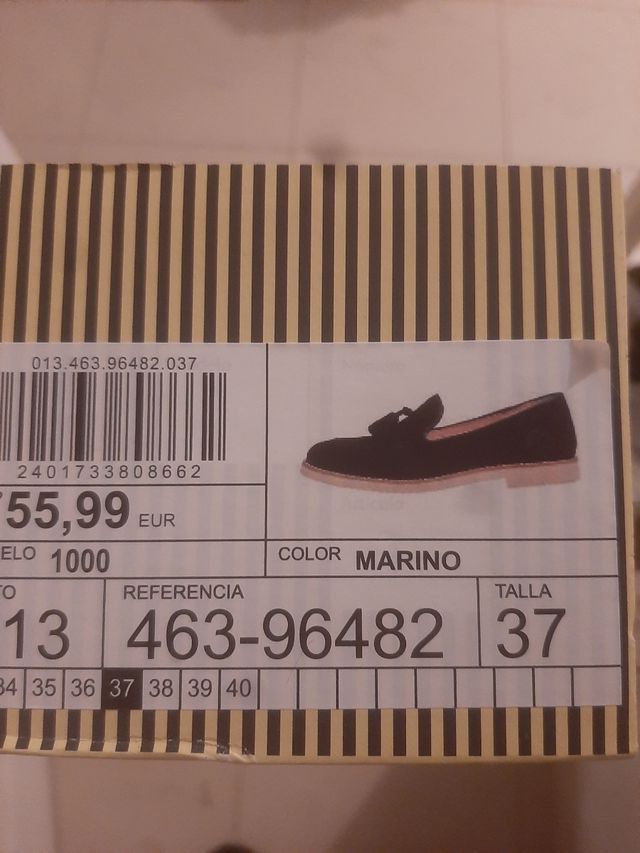 013.463.96482.037
2401733808662
55,99 EUR
ELO 1000
COLOR MARINO
TO
13
REFERENCIA
463-96482
TALLA
37
34 35 36 37 38 39 40